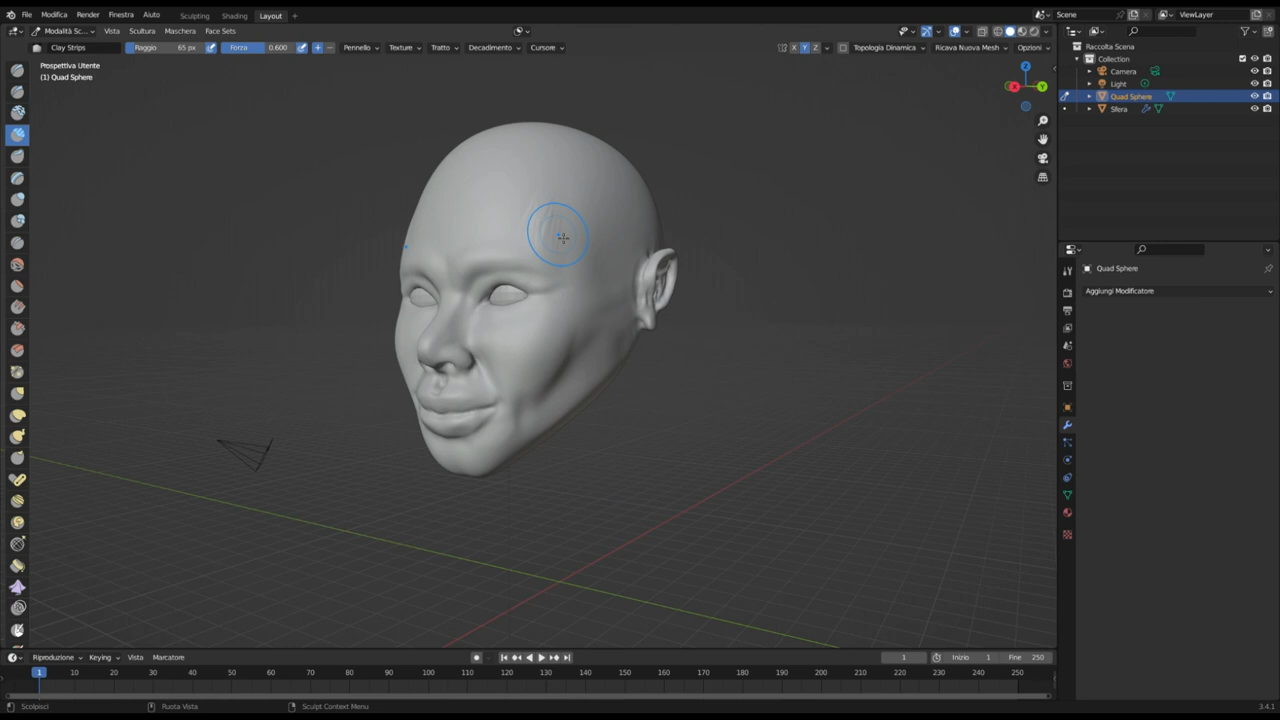 File Modifica Render Finestra Aiuto Sculpting Shading Layout + Scene ViewLayer
Modalità Sc... Vista Scultura Maschera Face Sets
Clay Strips Raggio 65 px Forza 0.600 Pennello Texture Tratto Decadimento Cursore X Y Z Topologia Dinamica Ricava Nuova Mesh Opzioni
Prospettiva Utente
(1) Quad Sphere
Z
X Y
Raccolta Scena
Collection
Camera
Light
Quad Sphere
Sfera
Quad Sphere
Aggiungi Modificatore
Riproduzione Keying Vista Marcatore 1 Inizio 1 Fine 250
1 10 20 30 40 50 60 70 80 90 100 110 120 130 140 150 160 170 180 190 200 210 220 230 240 250
Scolpisci Ruota Vista Sculpt Context Menu 3.4.1